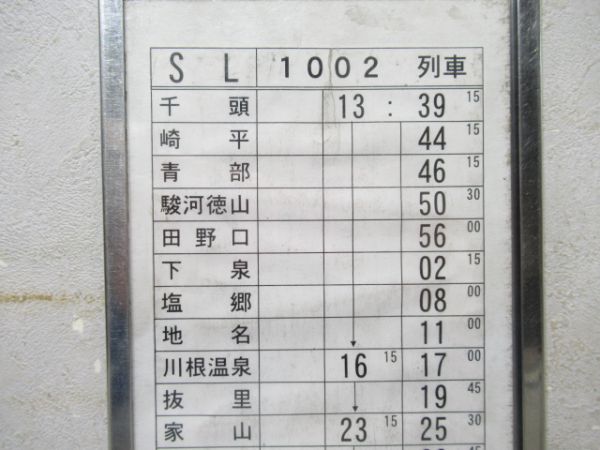 SL 1002 列車
千頭 13:39 15
崎平 44 15
青部 46 15
駿河徳山 50 30
田野口 56 00
下泉 02 15
塩郷 08 00
地名 11 00
川根温泉 16 15 17 00
抜里 19 45
家山 23 15 25 30